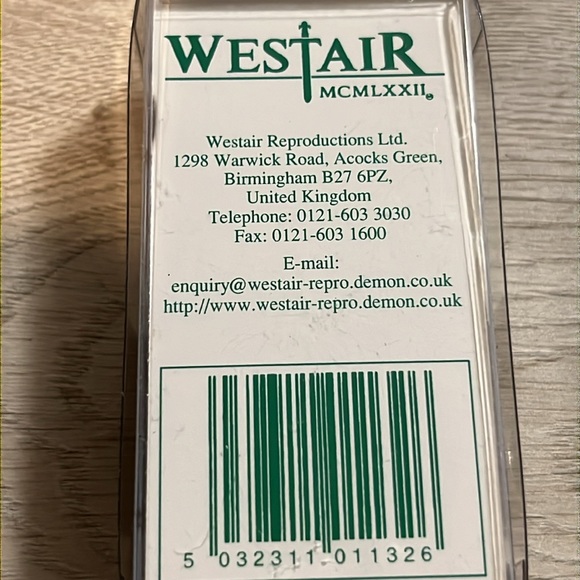 WESTAIR
MCMLXXII
Westair Reproductions Ltd.
1298 Warwick Road, Acocks Green,
Birmingham B27 6PZ,
United Kingdom
Telephone: 0121-603 3030
Fax: 0121-603 1600
E-mail:
enquiry@westair-repro.demon.co.uk
http://www.westair-repro.demon.co.uk
5 032311 011326